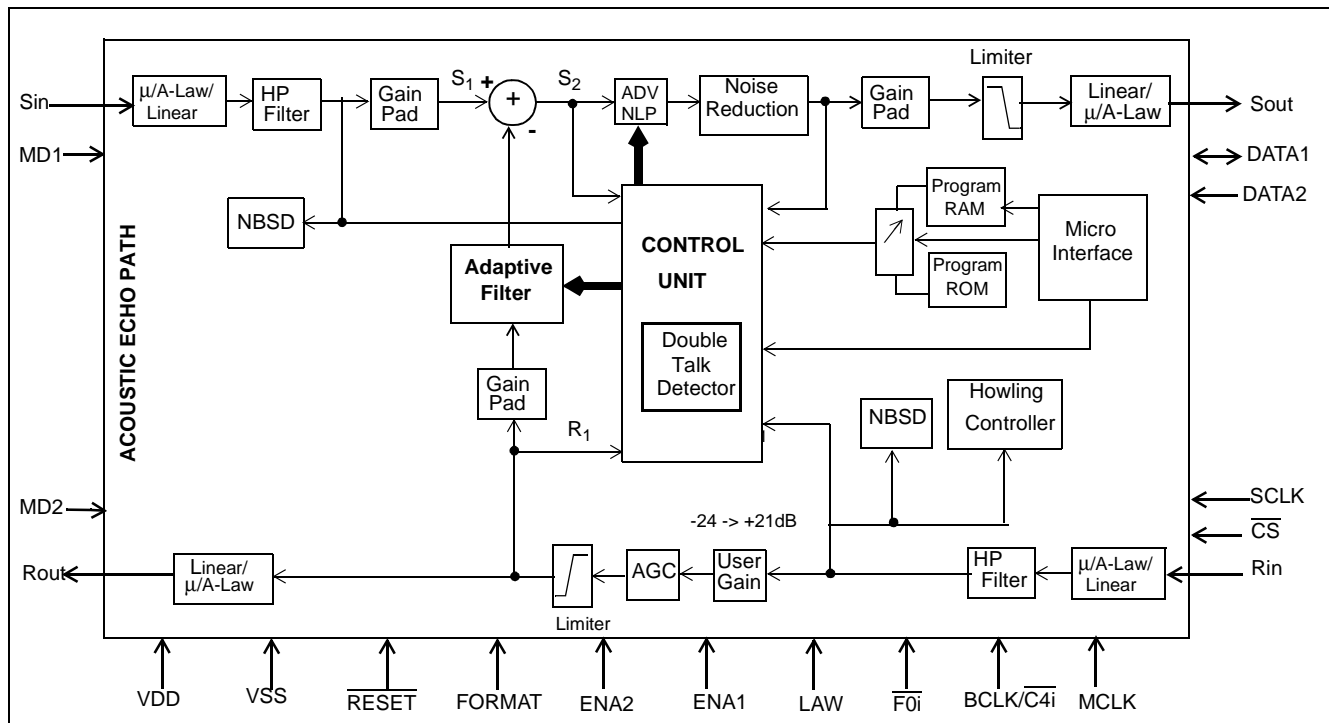 Limiter
Sin
μ/A-Law/
Linear
HP
Filter
Gain
Pad
S1
+
+
-
S2
ADV
NLP
Noise
Reduction
Gain
Pad
Linear/
μ/A-Law
Sout
MD1
DATA1
DATA2
NBSD
ACOUSTIC ECHO PATH
Adaptive
Filter
CONTROL
UNIT
Double
Talk
Detector
Program
RAM
Program
ROM
Micro
Interface
Gain
Pad
R1
NBSD
Howling
Controller
MD2
-24 -> +21dB
SCLK
CS
Rout
Linear/
μ/A-Law
Limiter
AGC
User
Gain
HP
Filter
μ/A-Law/
Linear
Rin
VDD
VSS
RESET
FORMAT
ENA2
ENA1
LAW
F0i
BCLK/C4i
MCLK